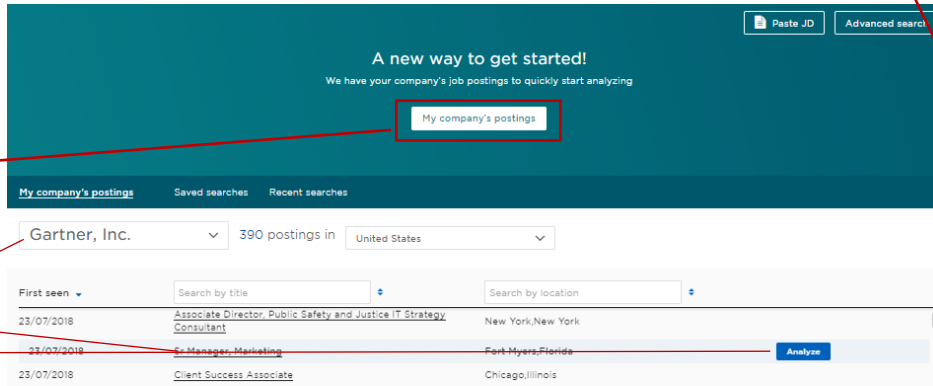 Paste JD Advanced search
A new way to get started!
We have your company's job postings to quickly start analyzing
My company's postings
My company's postings Saved searches Recent searches
Gartner, Inc. 390 postings in United States
First seen Search by title Search by location
23/07/2018 Associate Director, Public Safety and Justice IT Strategy New York,New York
Consultant
23/07/2018 Sr Manager, Marketing Fort Myers,Florida Analyze
23/07/2018 Client Success Associate Chicago,Illinois